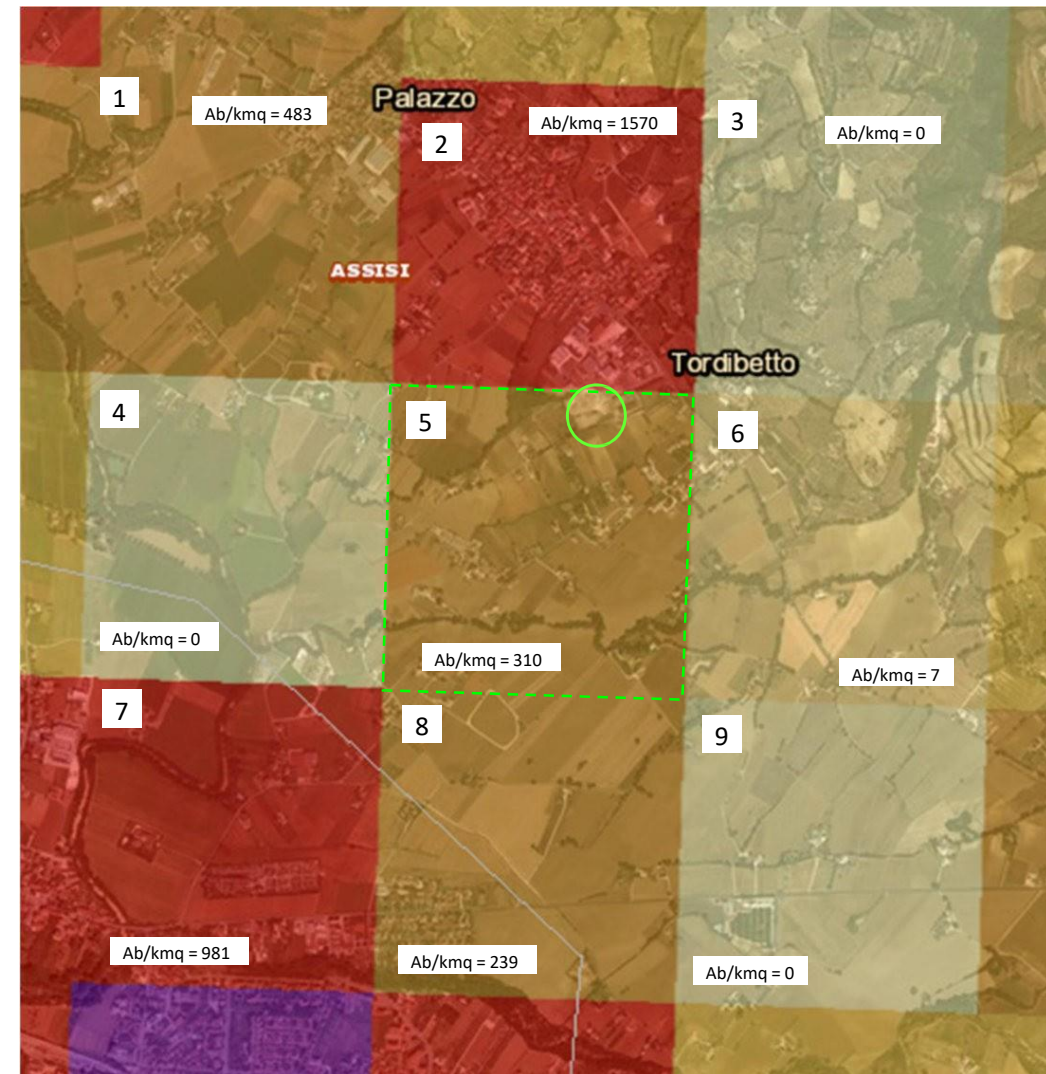 1
Ab/kmq = 483
Palazzo
2
Ab/kmq = 1570
3
Ab/kmq = 0
ASSISI
Tordibetto
4
5
6
Ab/kmq = 0
Ab/kmq = 310
Ab/kmq = 7
7
8
9
Ab/kmq = 981
Ab/kmq = 239
Ab/kmq = 0